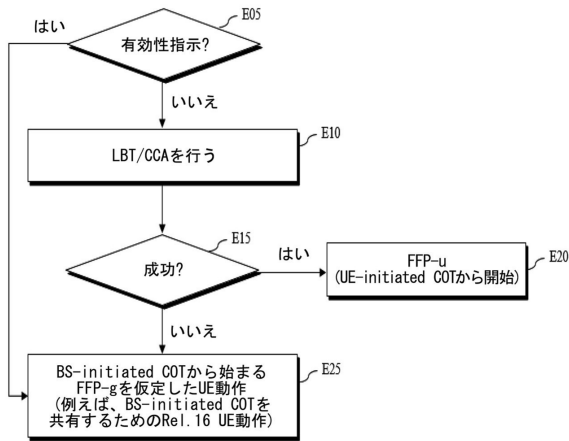 はい
E05
有効性指示?
いいえ
E10
LBT/CCAを行う
E15
成功?
はい
E20
FFP-u
(UE-initiated COTから開始)
いいえ
E25
BS-initiated COTから始まる
FFP-gを仮定したUE動作
(例えば、BS-initiated COTを
共有するためのRel.16 UE動作)